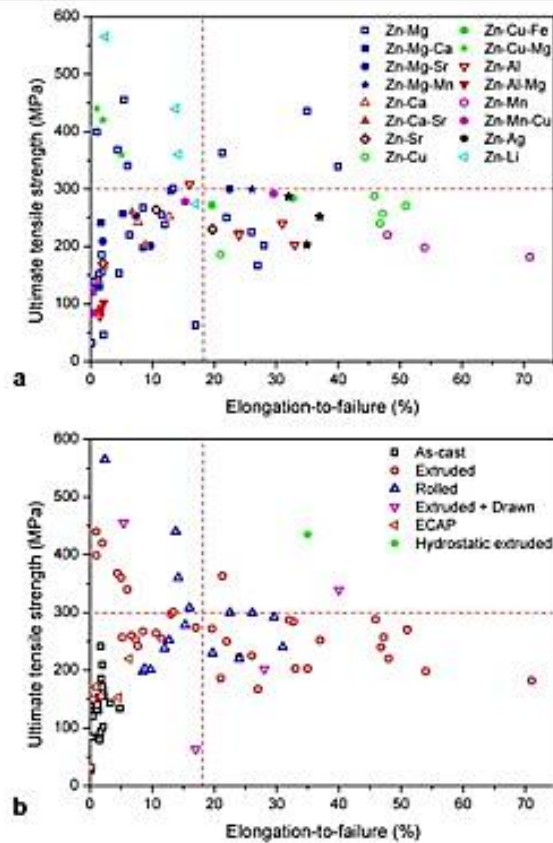 600
500
400
300
200
100
0
Ultimate tensile strength (MPa)
Zn-Mg
Zn-Mg-Ca
Zn-Mg-Sr
Zn-Mg-Mn
Zn-Ca
Zn-Ca-Sr
Zn-Sr
Zn-Cu
Zn-Cu-Fe
Zn-Cu-Mg
Zn-Al
Zn-Al-Mg
Zn-Mn
Zn-Mn-Cu
Zn-Ag
Zn-Li
0 10 20 30 40 50 60 70
Elongation-to-failure (%)
a
600
500
400
300
200
100
0
Ultimate tensile strength (MPa)
As-cast
Extruded
Rolled
Extruded + Drawn
ECAP
Hydrostatic extruded
0 10 20 30 40 50 60 70
Elongation-to-failure (%)
b